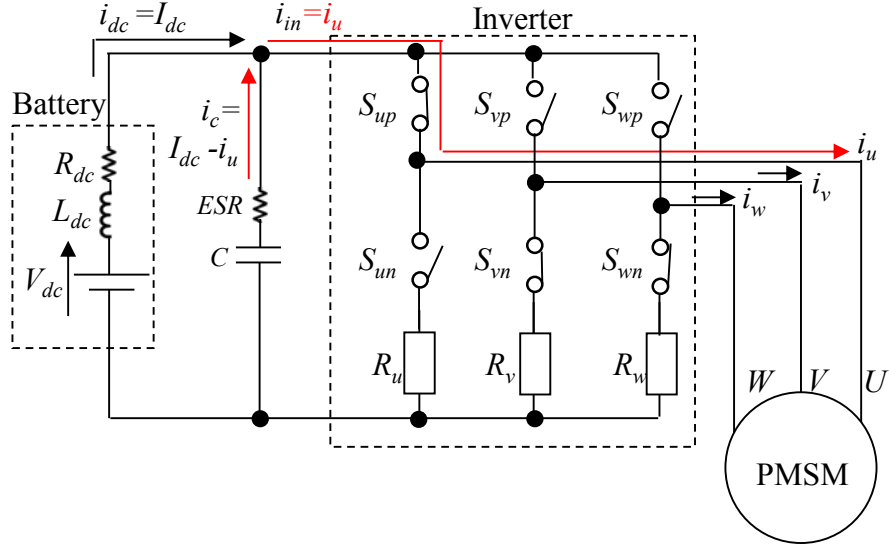 i_dc = I_dc
i_in = i_u
Inverter
Battery
i_c =
I_dc - i_u
S_up
S_vp
S_wp
R_dc
L_dc
V_dc
ESR
C
i_u
i_v
i_w
S_un
S_vn
S_wn
R_u
R_v
R_w
W
V
U
PMSM